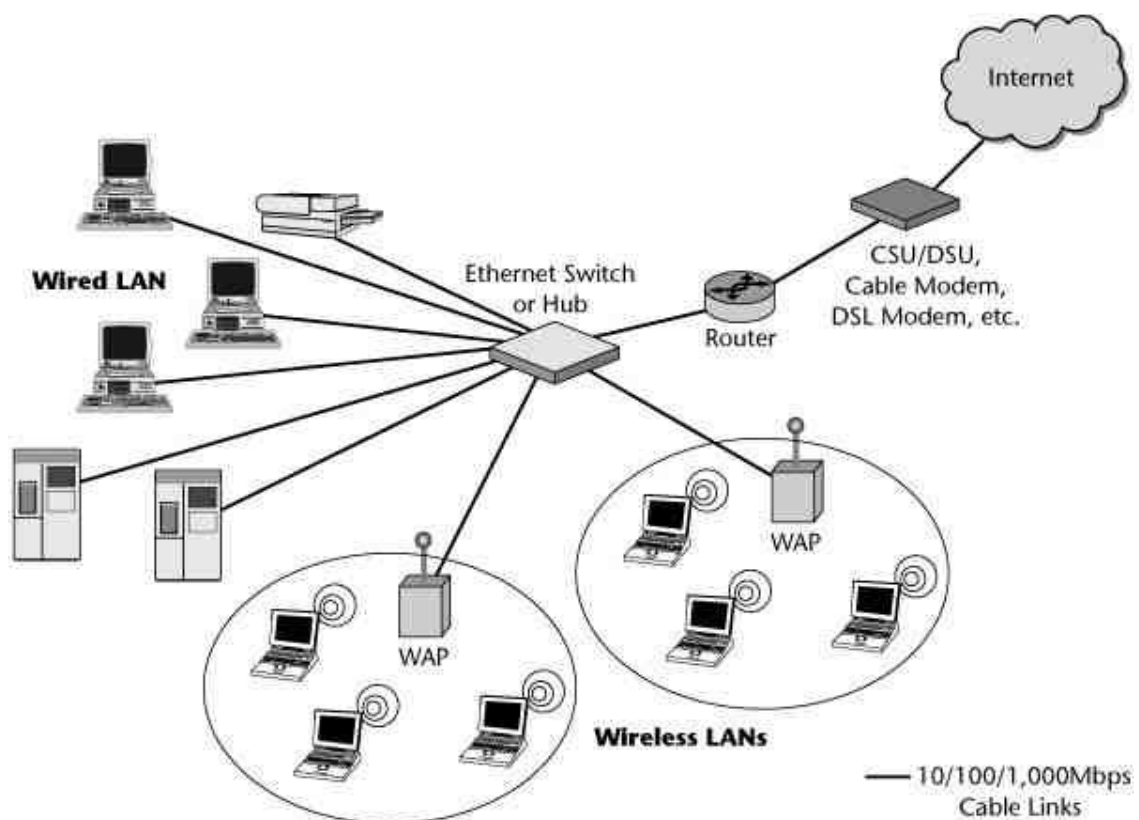 Internet
CSU/DSU,
Cable Modem,
DSL Modem, etc.
Wired LAN
Ethernet Switch
or Hub
Router
WAP
WAP
Wireless LANs
10/100/1,000Mbps
Cable Links